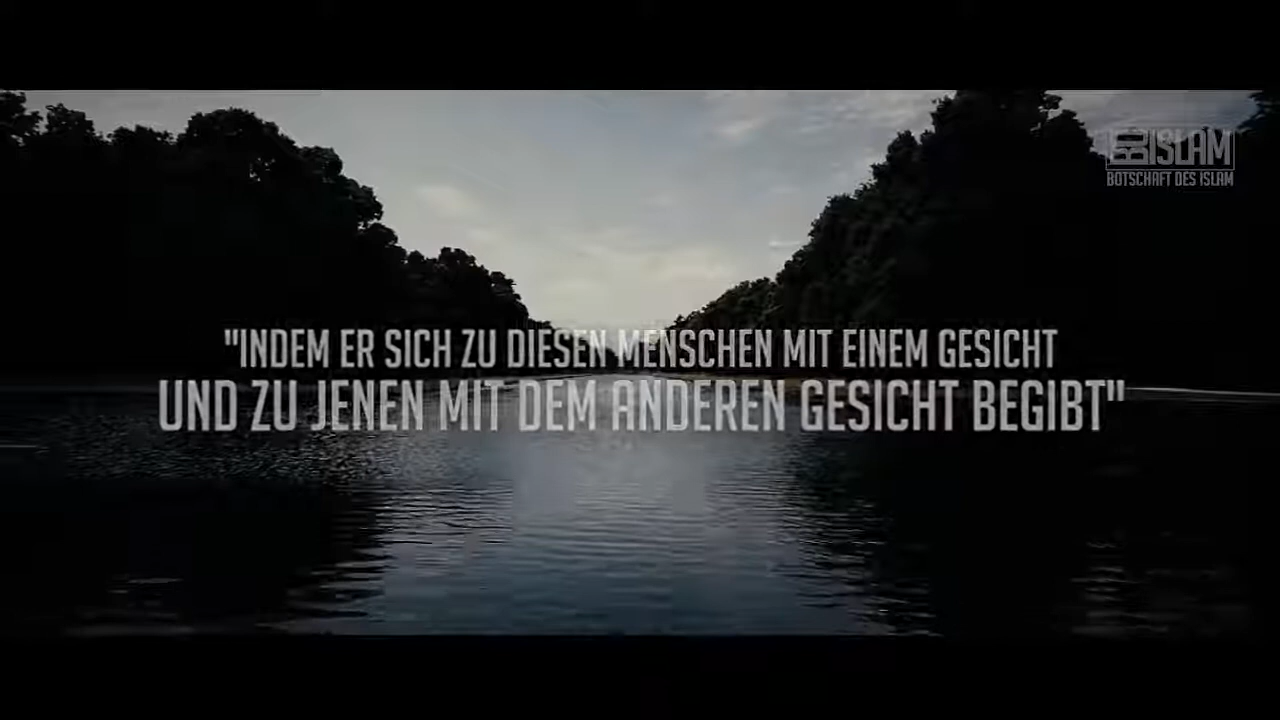 BDISLAM
BOTSCHAFT DES ISLAM
"INDEM ER SICH ZU DIESEN MENSCHEN MIT EINEM GESICHT
UND ZU JENEN MIT DEM ANDEREN GESICHT BEGIBT"